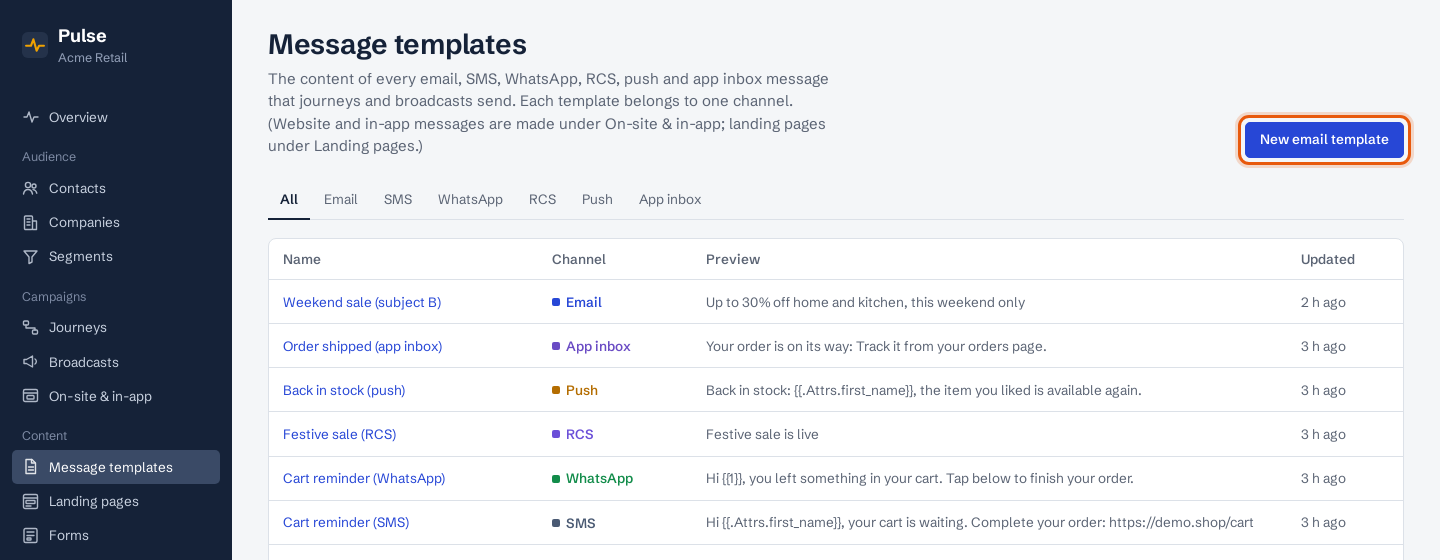 Pulse
Acme Retail
Overview
Audience
Contacts
Companies
Segments
Campaigns
Journeys
Broadcasts
On-site & in-app
Content
Message templates
Landing pages
Forms
Message templates
The content of every email, SMS, WhatsApp, RCS, push and app inbox message
that journeys and broadcasts send. Each template belongs to one channel.
(Website and in-app messages are made under On-site & in-app; landing pages
under Landing pages.)
New email template
All Email SMS WhatsApp RCS Push App inbox
Name Channel Preview Updated
Weekend sale (subject B) Email Up to 30% off home and kitchen, this weekend only 2 h ago
Order shipped (app inbox) App inbox Your order is on its way: Track it from your orders page. 3 h ago
Back in stock (push) Push Back in stock: {{.Attrs.first_name}}, the item you liked is available again. 3 h ago
Festive sale (RCS) RCS Festive sale is live 3 h ago
Cart reminder (WhatsApp) WhatsApp Hi {{1}}, you left something in your cart. Tap below to finish your order. 3 h ago
Cart reminder (SMS) SMS Hi {{.Attrs.first_name}}, your cart is waiting. Complete your order: https://demo.shop/cart 3 h ago